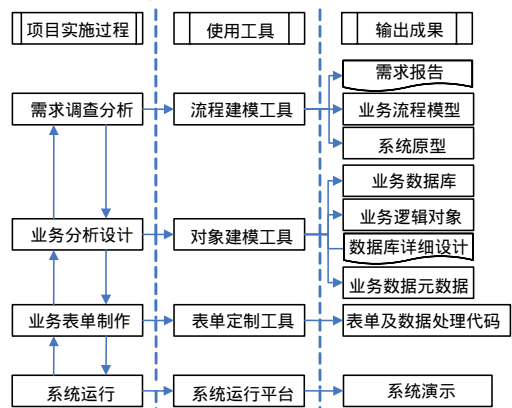 项目实施过程
使用工具
输出成果
需求报告
需求调查分析
流程建模工具
业务流程模型
系统原型
业务数据库
业务逻辑对象
业务分析设计
对象建模工具
数据库详细设计
业务数据元数据
业务表单制作
表单定制工具
表单及数据处理代码
系统运行
系统运行平台
系统演示